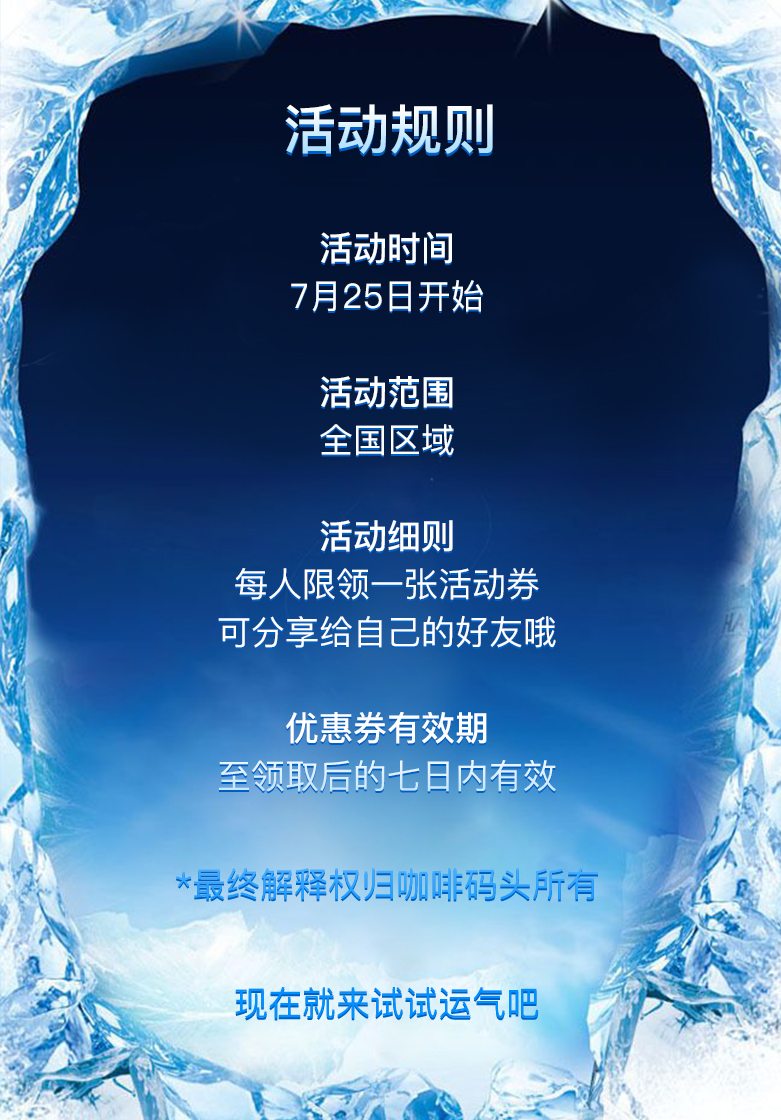 活动规则
活动时间
7月25日开始
活动范围
全国区域
活动细则
每人限领一张活动券
可分享给自己的好友哦
优惠券有效期
至领取后的七日内有效
*最终解释权归咖啡码头所有
现在就来试试运气吧